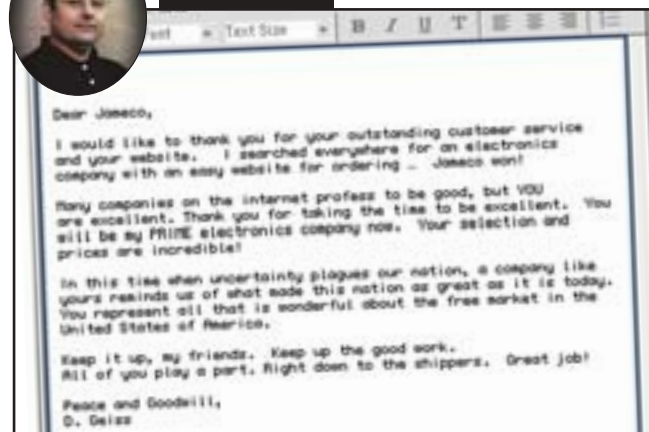 Text Size B I U T
Dear Jameco,
I would like to thank you for your outstanding customer service
and your website. I searched everywhere for an electronics
company with an easy website for ordering … Jameco won!
Many companies on the internet profess to be good, but YOU
are excellent. Thank you for taking the time to be excellent. You
will be my PRIME electronics company now. Your selection and
prices are incredible!
In this time when uncertainty plagues our nation, a company like
yours reminds us of what made this nation as great as it is today.
You represent all that is wonderful about the free market in the
United States of America.
Keep it up, my friends. Keep up the good work.
All of you play a part. Right down to the shippers. Great job!
Peace and Goodwill,
D. Geiss